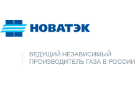 НОВАТЭК
ВЕДУЩИЙ НЕЗАВИСИМЫЙ
ПРОИЗВОДИТЕЛЬ ГАЗА В РОССИИ